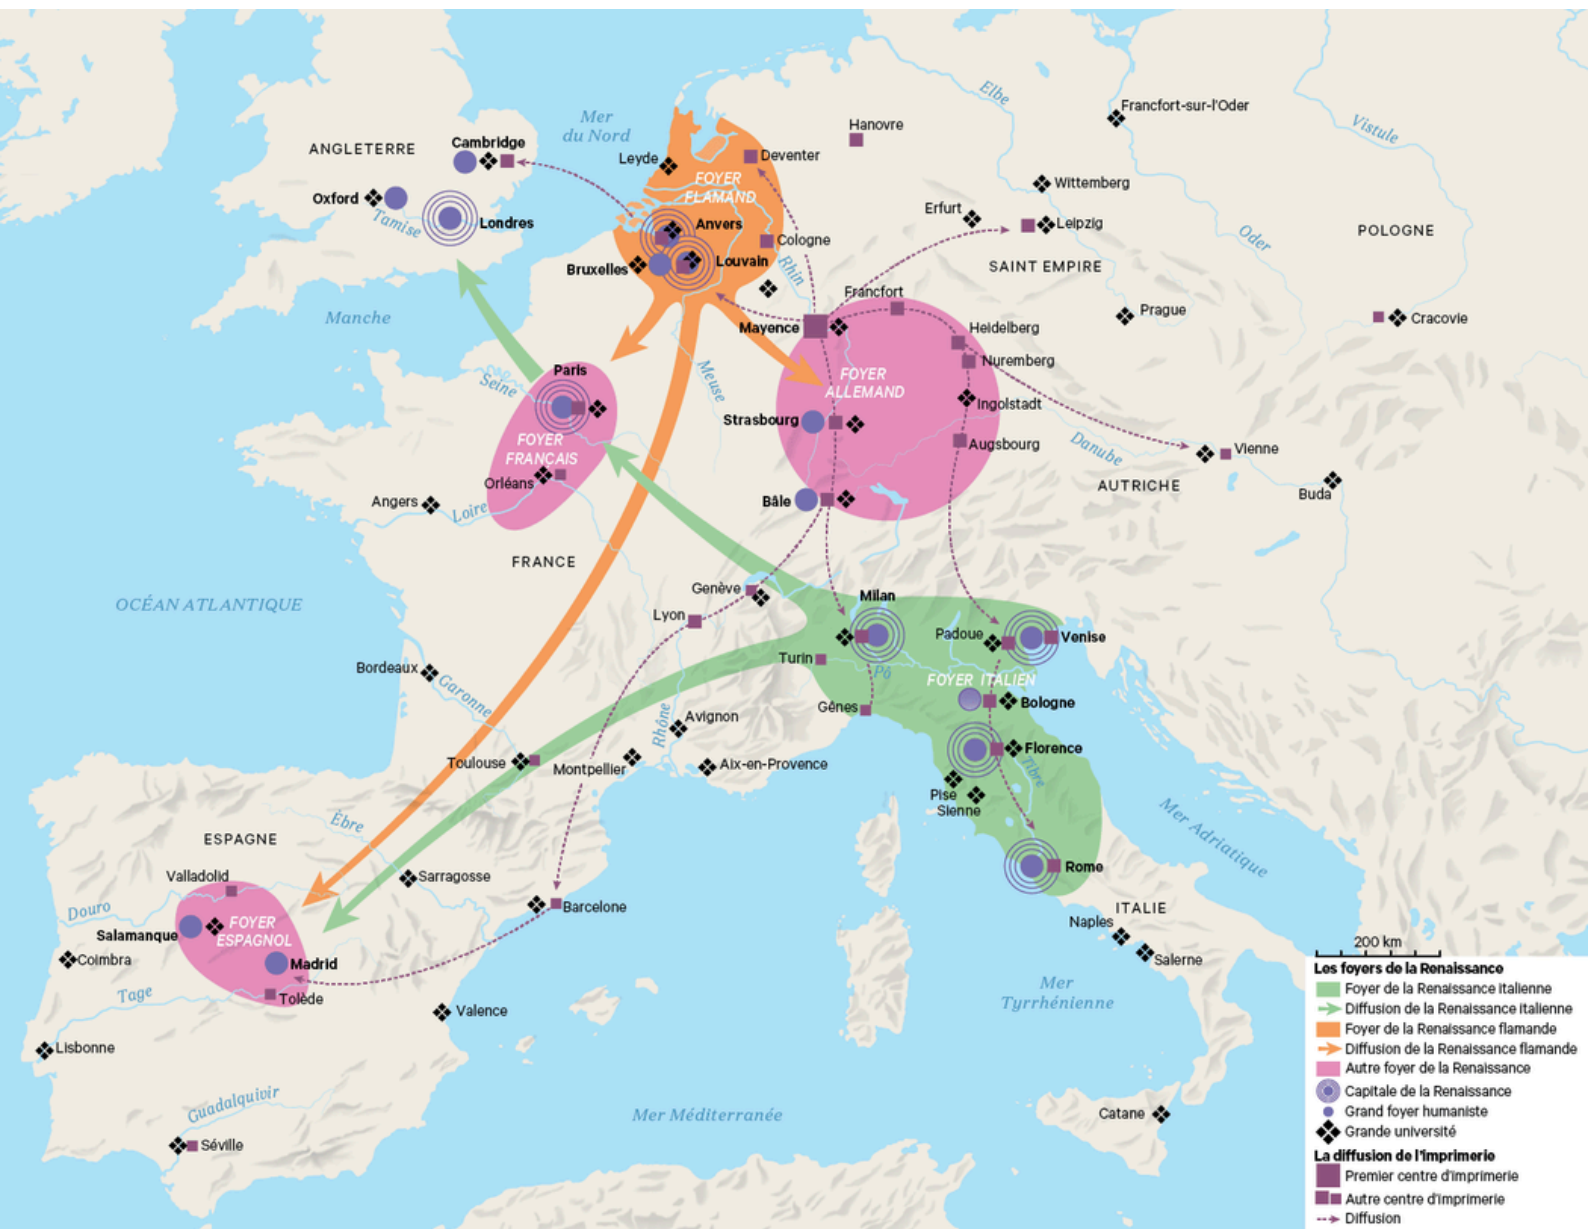 Mer
du Nord
Elbe
Francfort-sur-l'Oder
Vistule
Hanovre
ANGLETERRE
Cambridge
Leyde
Deventer
FOYER
FLAMAND
Wittemberg
Oxford
Tamise
Londres
Anvers
Cologne
Erfurt
Leipzig
Oder
POLOGNE
Bruxelles
Louvain
Rhin
SAINT EMPIRE
Francfort
Manche
Mayence
Prague
Cracovie
Heidelberg
Nuremberg
Paris
Seine
Meuse
FOYER
ALLEMAND
Ingolstadt
Strasbourg
FOYER
FRANÇAIS
Augsbourg
Danube
Vienne
Orléans
Angers
Loire
Bâle
AUTRICHE
Buda
FRANCE
OCÉAN ATLANTIQUE
Genève
Milan
Lyon
Padoue
Venise
Turin
Pô
FOYER ITALIEN
Bordeaux
Garonne
Gênes
Bologne
Rhône
Avignon
Florence
Tibre
Toulouse
Montpellier
Aix-en-Provence
Pise
Sienne
Mer Adriatique
Èbre
ESPAGNE
Valladolid
Sarragosse
Rome
Douro
FOYER
ESPAGNOL
Salamanque
Barcelone
ITALIE
Naples
Coimbra
Madrid
Salerne
Tage
Tolède
Valence
Mer
Tyrrhénienne
Lisbonne
Guadalquivir
Séville
Mer Méditerranée
Catane
200 km
Les foyers de la Renaissance
Foyer de la Renaissance italienne
Diffusion de la Renaissance italienne
Foyer de la Renaissance flamande
Diffusion de la Renaissance flamande
Autre foyer de la Renaissance
Capitale de la Renaissance
Grand foyer humaniste
Grande université
La diffusion de l'imprimerie
Premier centre d'imprimerie
Autre centre d'imprimerie
Diffusion